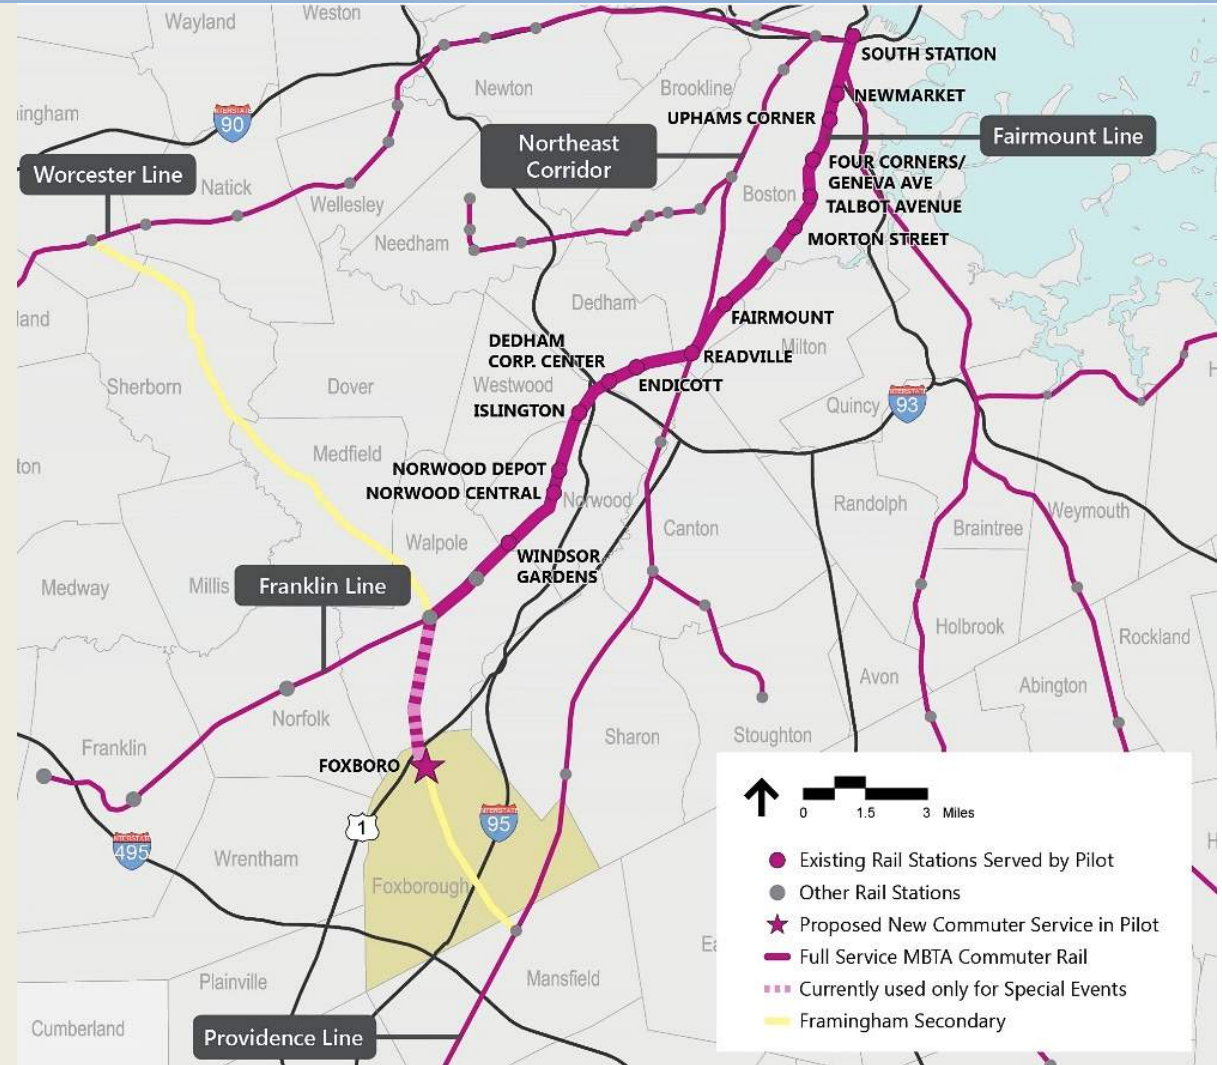 Weston
Wayland
SOUTH STATION
Newton
Brookline
NEWMARKET
ingham
INTERSTATE
90
UPHAMS CORNER
Northeast
Corridor
Fairmount Line
Worcester Line
Natick
FOUR CORNERS/
GENEVA AVE
Boston
Wellesley
TALBOT AVENUE
Needham
MORTON STREET
Dedham
land
FAIRMOUNT
DEDHAM
CORP. CENTER
READVILLE
Milton
Sherborn
Dover
Westwood
ENDICOTT
H
ISLINGTON
Quincy
93
Medfield
ton
NORWOOD DEPOT
NORWOOD CENTRAL
Norwood
Randolph
Weymouth
Canton
Braintree
Walpole
WINDSOR
GARDENS
Medway
Millis
Franklin Line
Holbrook
Rockland
Avon
Abington
Norfolk
Sharon
Stoughton
Franklin
FOXBORO
0 1.5 3 Miles
1
INTERSTATE
95
INTERSTATE
495
Wrentham
H
Existing Rail Stations Served by Pilot
Foxborough
Other Rail Stations
Proposed New Commuter Service in Pilot
Ea
Full Service MBTA Commuter Rail
Plainville
Mansfield
Currently used only for Special Events
Cumberland
Framingham Secondary
Providence Line